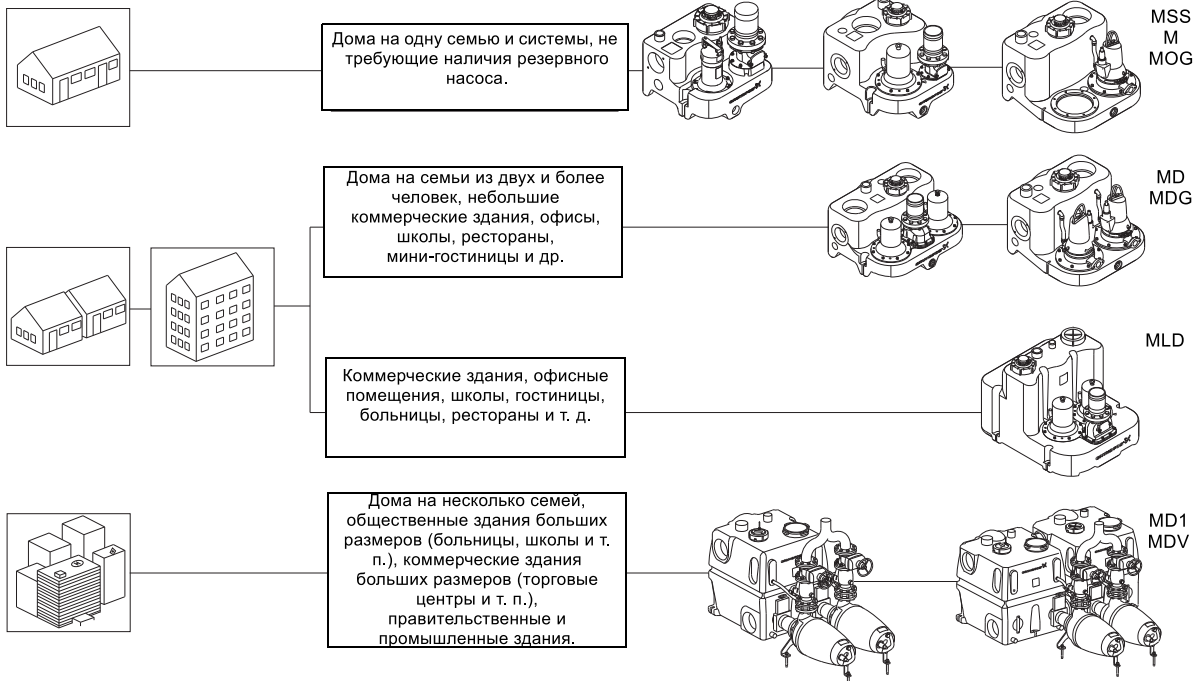 Дома на одну семью и системы, не
требующие наличия резервного
насоса.
MSS
M
MOG
Дома на семьи из двух и более
человек, небольшие
коммерческие здания, офисы,
школы, рестораны,
мини-гостиницы и др.
MD
MDG
Коммерческие здания, офисные
помещения, школы, гостиницы,
больницы, рестораны и т. д.
MLD
Дома на несколько семей,
общественные здания больших
размеров (больницы, школы и т.
п.), коммерческие здания
больших размеров (торговые
центры и т. п.),
правительственные и
промышленные здания.
MD1
MDV